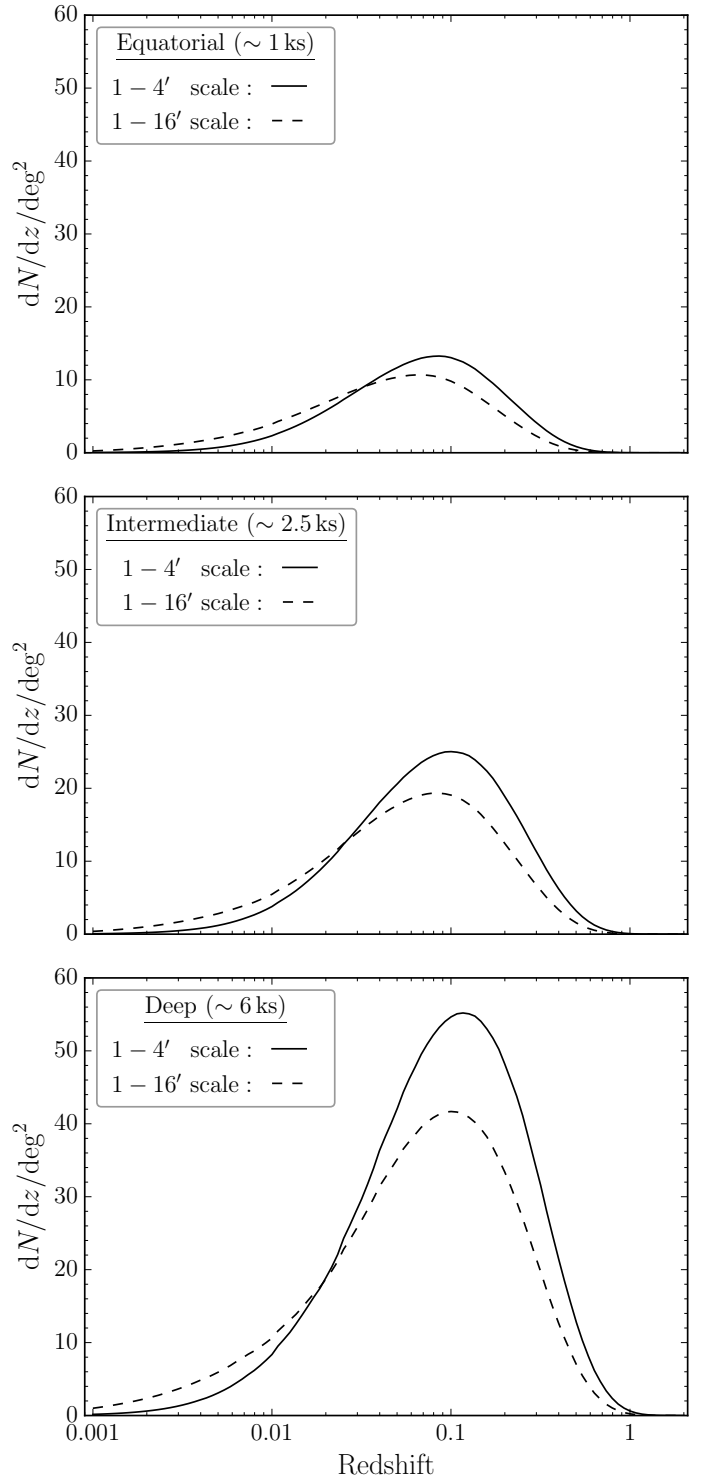 60
50
40
30
20
10
0
dN/dz/deg²
Equatorial (∼ 1 ks)
1 − 4′ scale :
1 − 16′ scale :
60
50
40
30
20
10
0
dN/dz/deg²
Intermediate (∼ 2.5 ks)
1 − 4′ scale :
1 − 16′ scale :
60
50
40
30
20
10
0
dN/dz/deg²
Deep (∼ 6 ks)
1 − 4′ scale :
1 − 16′ scale :
0.001 0.01 0.1 1
Redshift